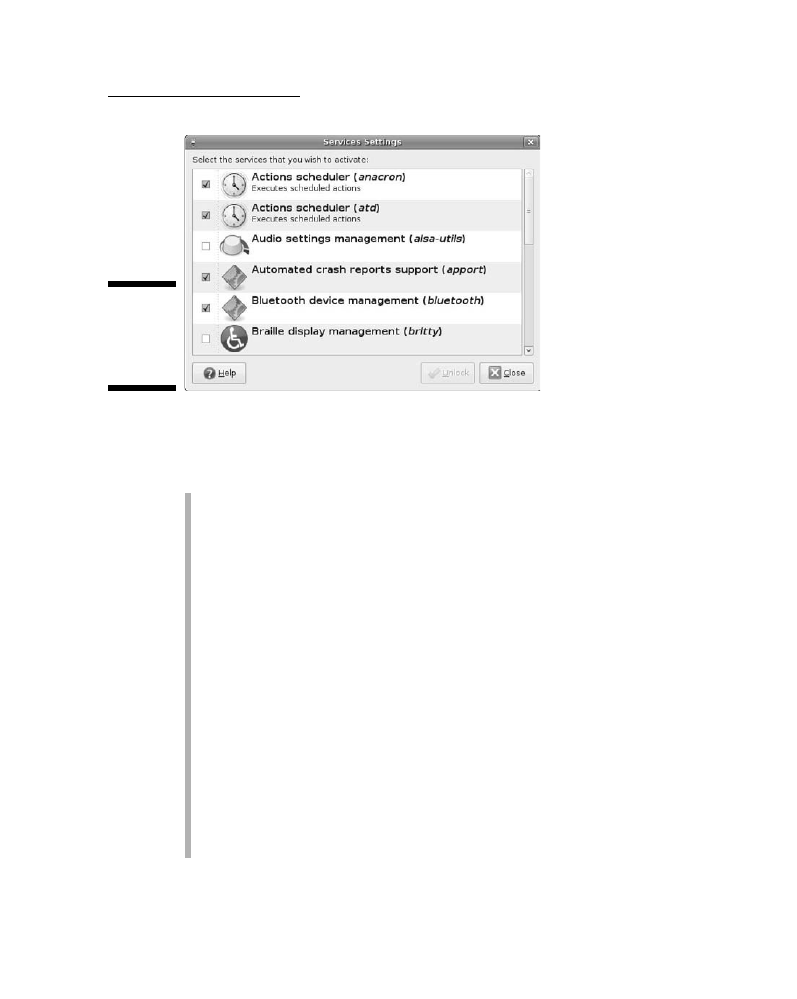 Services Settings
Select the services that you wish to activate:
Actions scheduler (anacron)
Executes scheduled actions
Actions scheduler (atd)
Executes scheduled actions
Audio settings management (alsa-utils)
Automated crash reports support (apport)
Bluetooth device management (bluetooth)
Braille display management (brltty)
Help
Unlock
Close